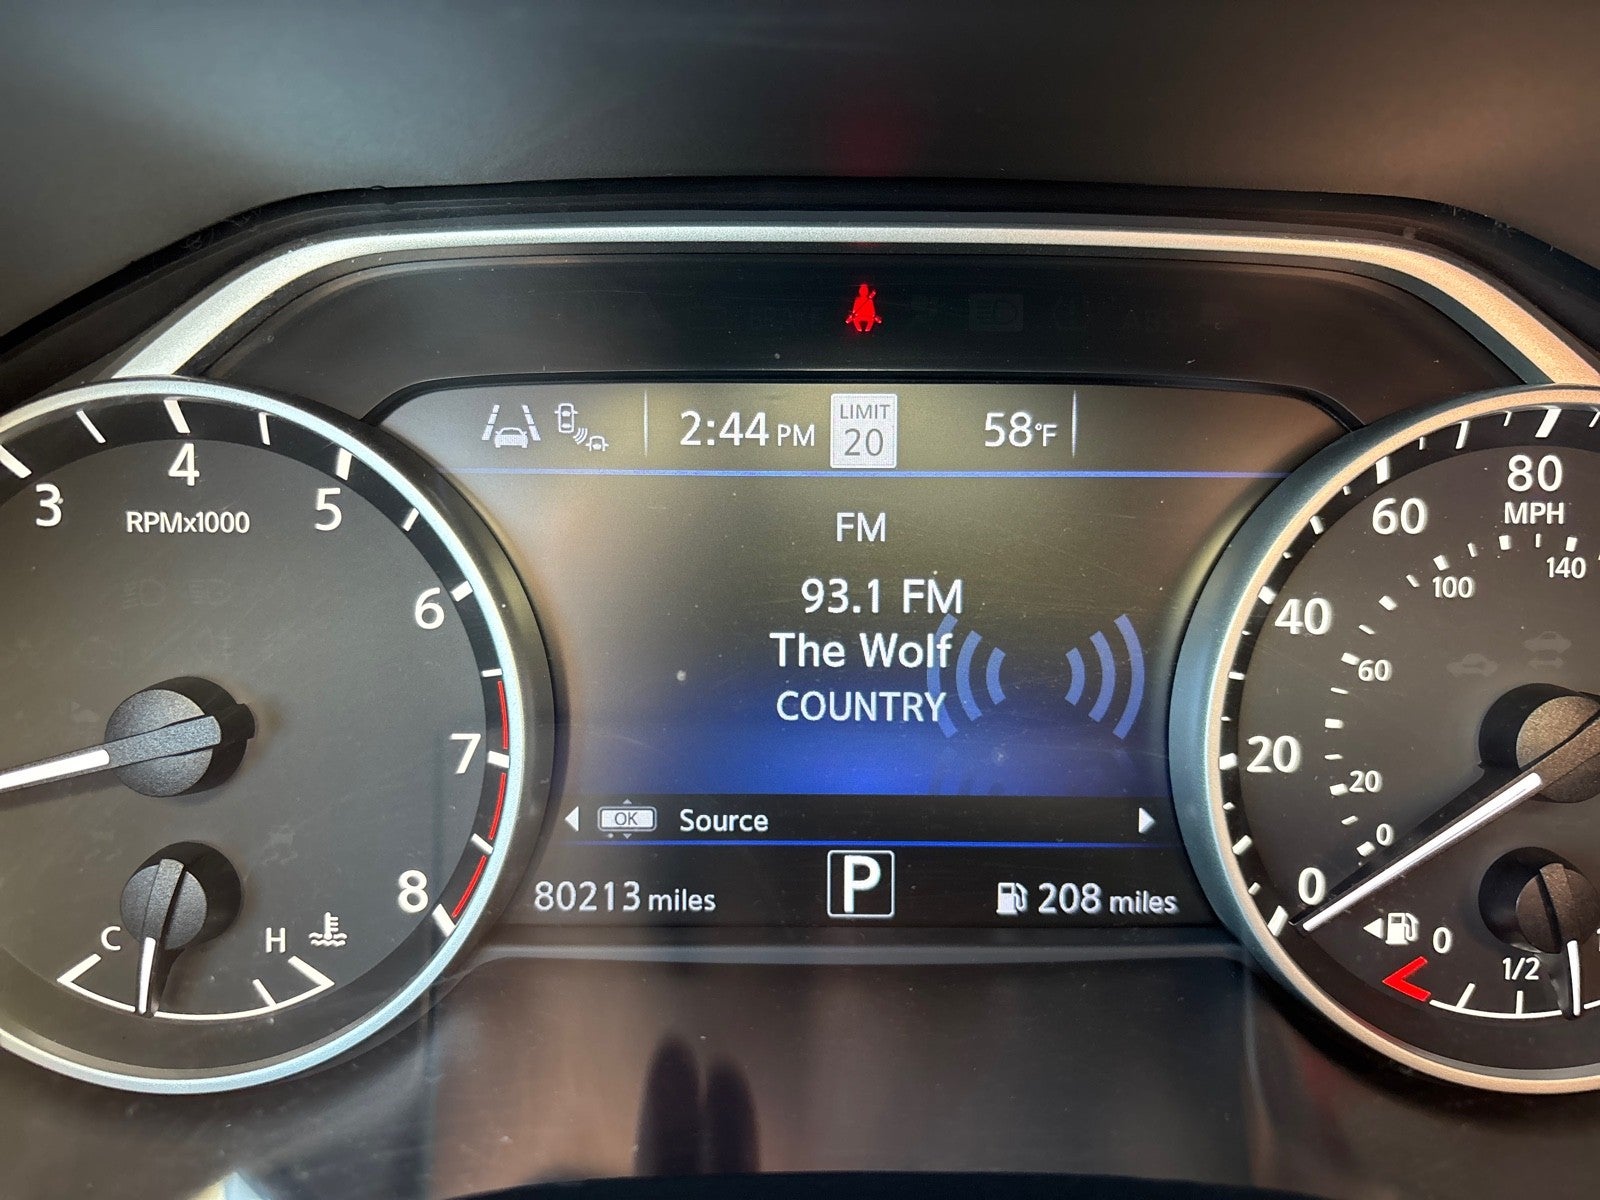 2:44 PM
LIMIT
20
58°F
FM
93.1 FM
The Wolf
COUNTRY
OK
Source
80213 miles
P
208 miles
3
4
5
6
7
8
RPMx1000
C
H
0
20
40
60
80
MPH
0
20
60
100
140
0
1/2